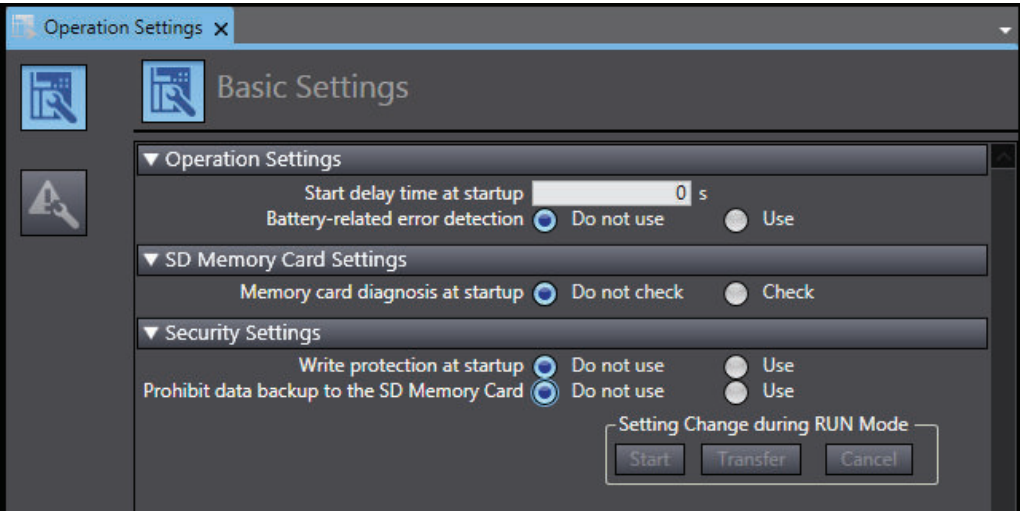 Operation Settings
Basic Settings
Operation Settings
Start delay time at startup 0 s
Battery-related error detection Do not use Use
SD Memory Card Settings
Memory card diagnosis at startup Do not check Check
Security Settings
Write protection at startup Do not use Use
Prohibit data backup to the SD Memory Card Do not use Use
Setting Change during RUN Mode
Start Transfer Cancel